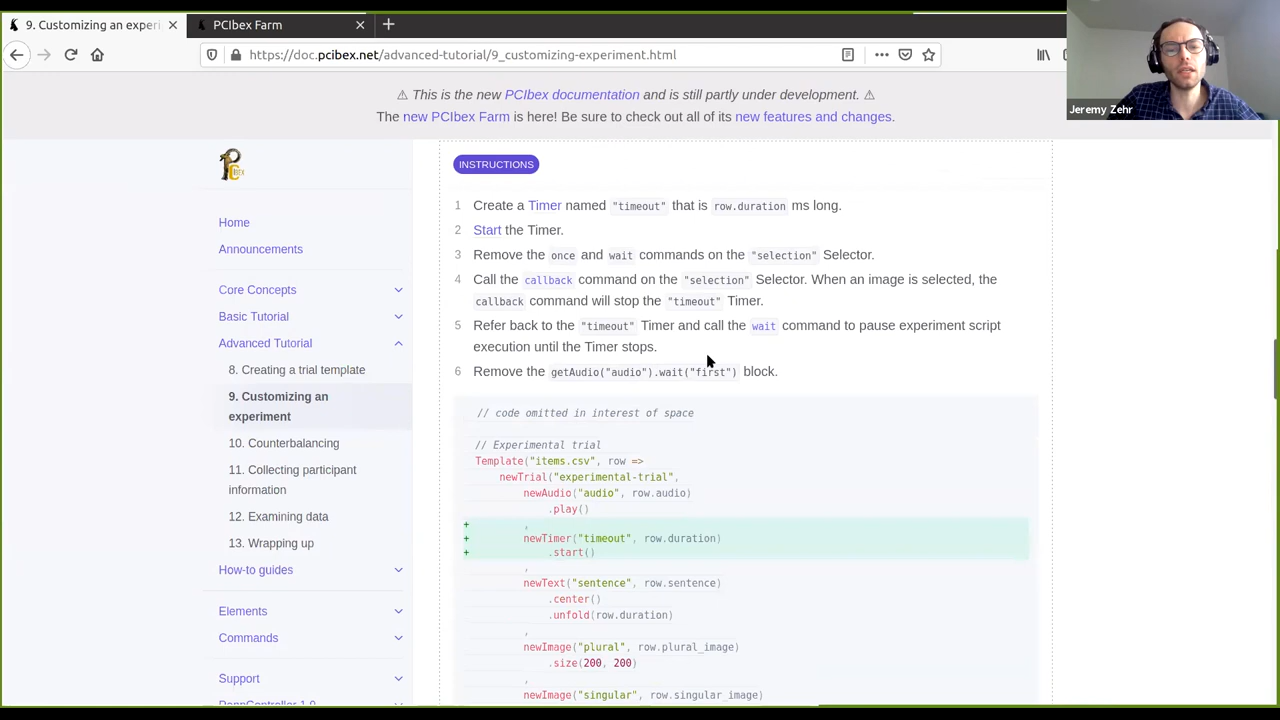 9. Customizing an experi
PCIbex Farm
https://doc.pcibex.net/advanced-tutorial/9_customizing-experiment.html
Jeremy Zehr
⚠ This is the new PCIbex documentation and is still partly under development. ⚠
The new PCIbex Farm is here! Be sure to check out all of its new features and changes.
Home
Announcements
Core Concepts
Basic Tutorial
Advanced Tutorial
8. Creating a trial template
9. Customizing an
experiment
10. Counterbalancing
11. Collecting participant
information
12. Examining data
13. Wrapping up
How-to guides
Elements
Commands
Support
PennController 1.0
INSTRUCTIONS
1 Create a Timer named "timeout" that is row.duration ms long.
2 Start the Timer.
3 Remove the once and wait commands on the "selection" Selector.
4 Call the callback command on the "selection" Selector. When an image is selected, the
callback command will stop the "timeout" Timer.
5 Refer back to the "timeout" Timer and call the wait command to pause experiment script
execution until the Timer stops.
6 Remove the getAudio("audio").wait("first") block.
// code omitted in interest of space
// Experimental trial
Template("items.csv", row =>
newTrial("experimental-trial",
newAudio("audio", row.audio)
.play()
+ ,
+ newTimer("timeout", row.duration)
+ .start()
,
newText("sentence", row.sentence)
.center()
.unfold(row.duration)
,
newImage("plural", row.plural_image)
.size(200, 200)
,
newImage("singular", row.singular_image)